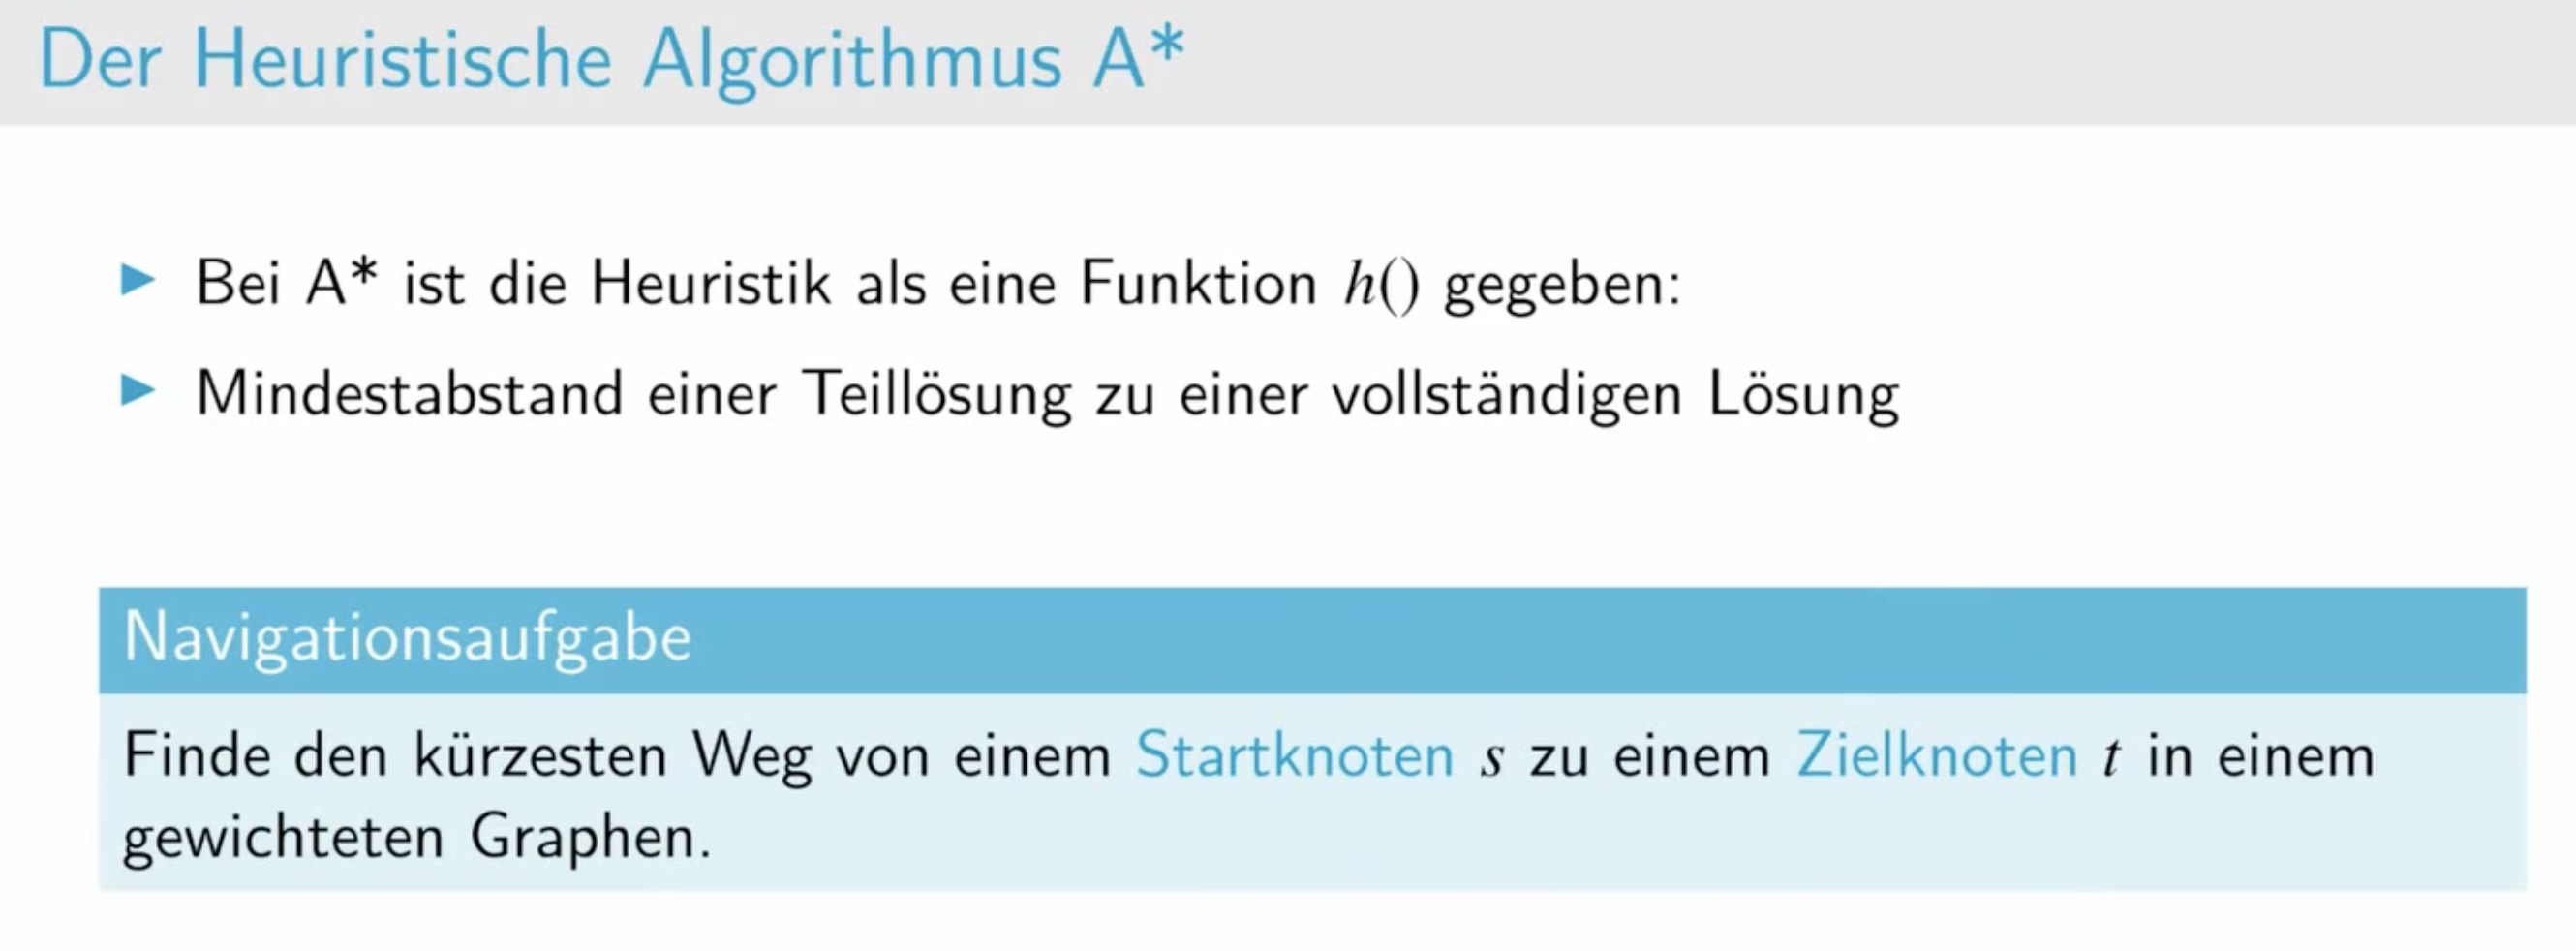 Der Heuristische Algorithmus A*
▶ Bei A* ist die Heuristik als eine Funktion h() gegeben:
▶ Mindestabstand einer Teillösung zu einer vollständigen Lösung
Navigationsaufgabe
Finde den kürzesten Weg von einem Startknoten s zu einem Zielknoten t in einem
gewichteten Graphen.